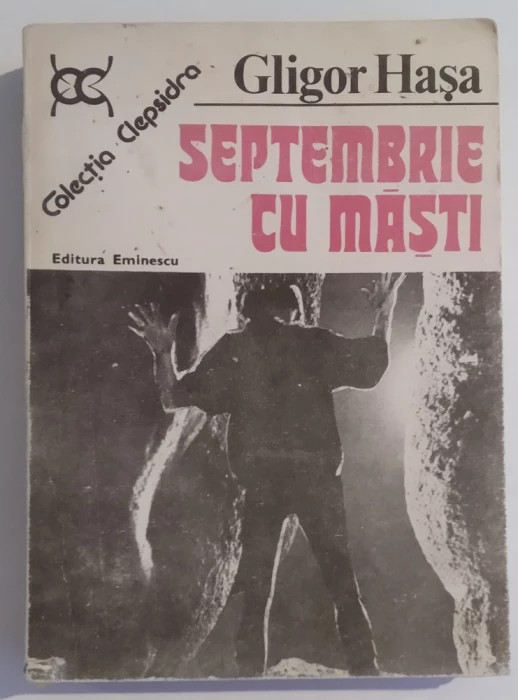 Gligor Hașa
Colecția Clepsidra
SEPTEMBRIE
CU MĂȘTI
Editura Eminescu